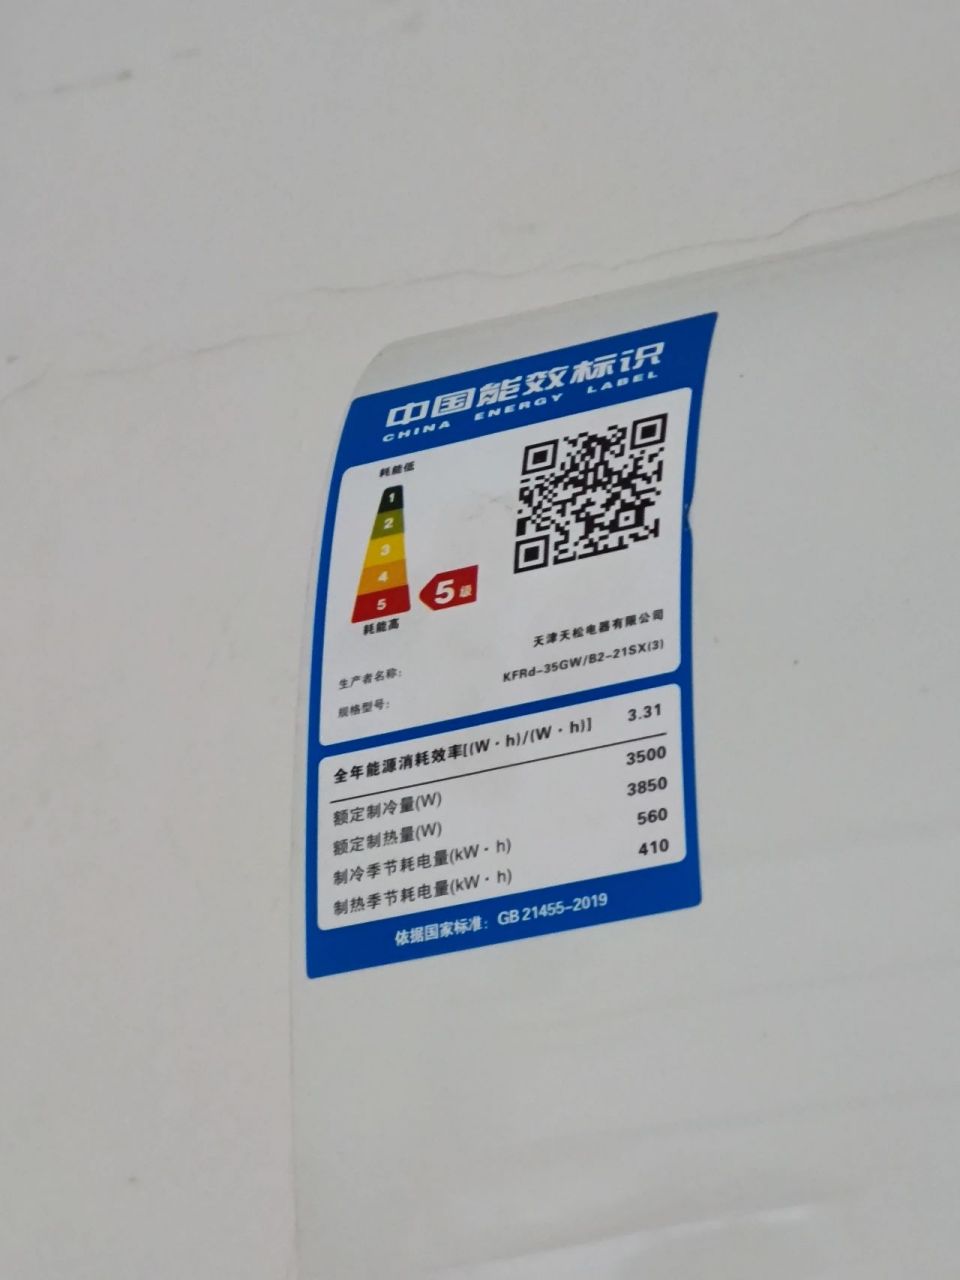 中国能效标识
CHINA ENERGY LABEL
耗能低
1
2
3
4
5
5级
耗能高
生产者名称: 天津天松电器有限公司
规格型号: KFRd-35GW/B2-21SX(3)
全年能源消耗效率[(W·h)/(W·h)] 3.31
额定制冷量(W) 3500
额定制热量(W) 3850
制冷季节耗电量(kW·h) 560
制热季节耗电量(kW·h) 410
依据国家标准: GB 21455-2019